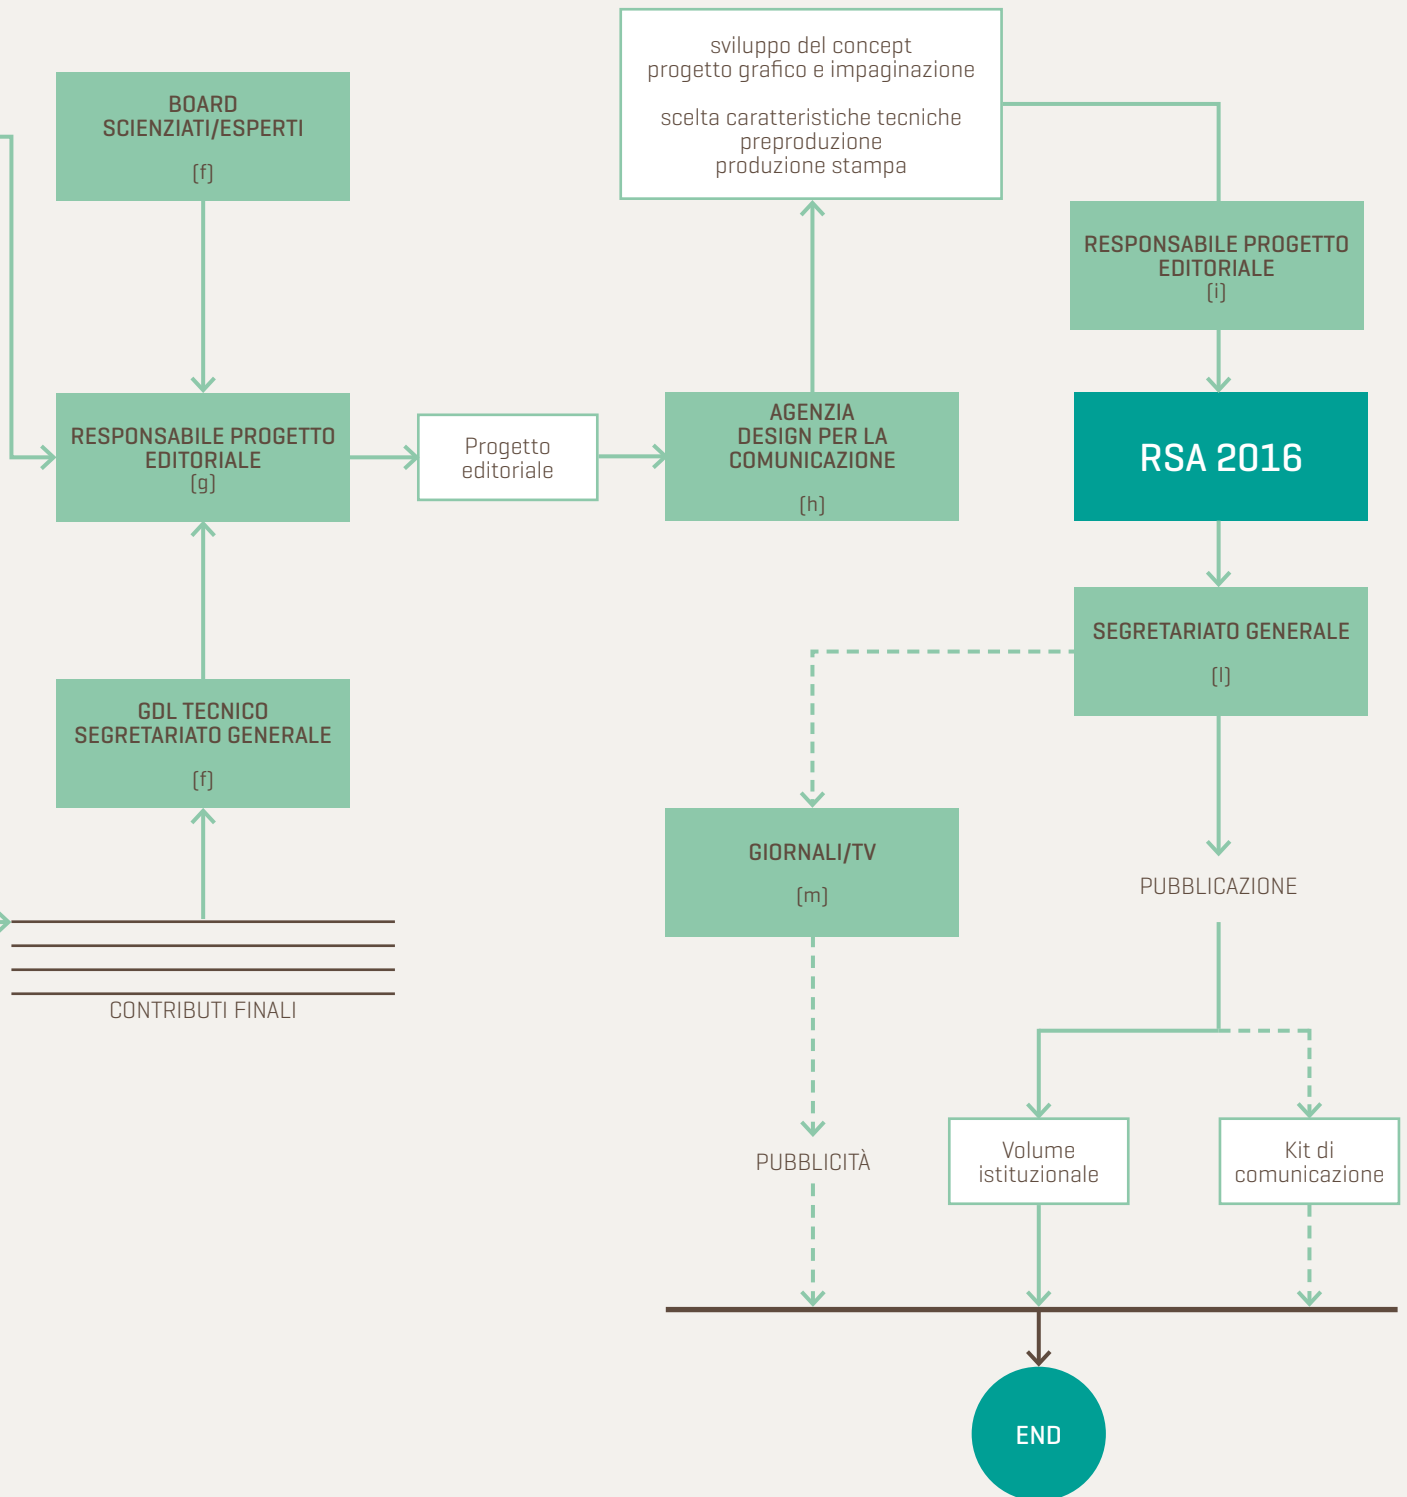 sviluppo del concept
progetto grafico e impaginazione
scelta caratteristiche tecniche
preproduzione
produzione stampa
BOARD
SCIENZIATI/ESPERTI
(f)
RESPONSABILE PROGETTO
EDITORIALE
(i)
RESPONSABILE PROGETTO
EDITORIALE
(g)
Progetto
editoriale
AGENZIA
DESIGN PER LA
COMUNICAZIONE
(h)
RSA 2016
SEGRETARIATO GENERALE
(l)
GDL TECNICO
SEGRETARIATO GENERALE
(f)
GIORNALI/TV
(m)
PUBBLICAZIONE
CONTRIBUTI FINALI
PUBBLICITÀ
Volume
istituzionale
Kit di
comunicazione
END